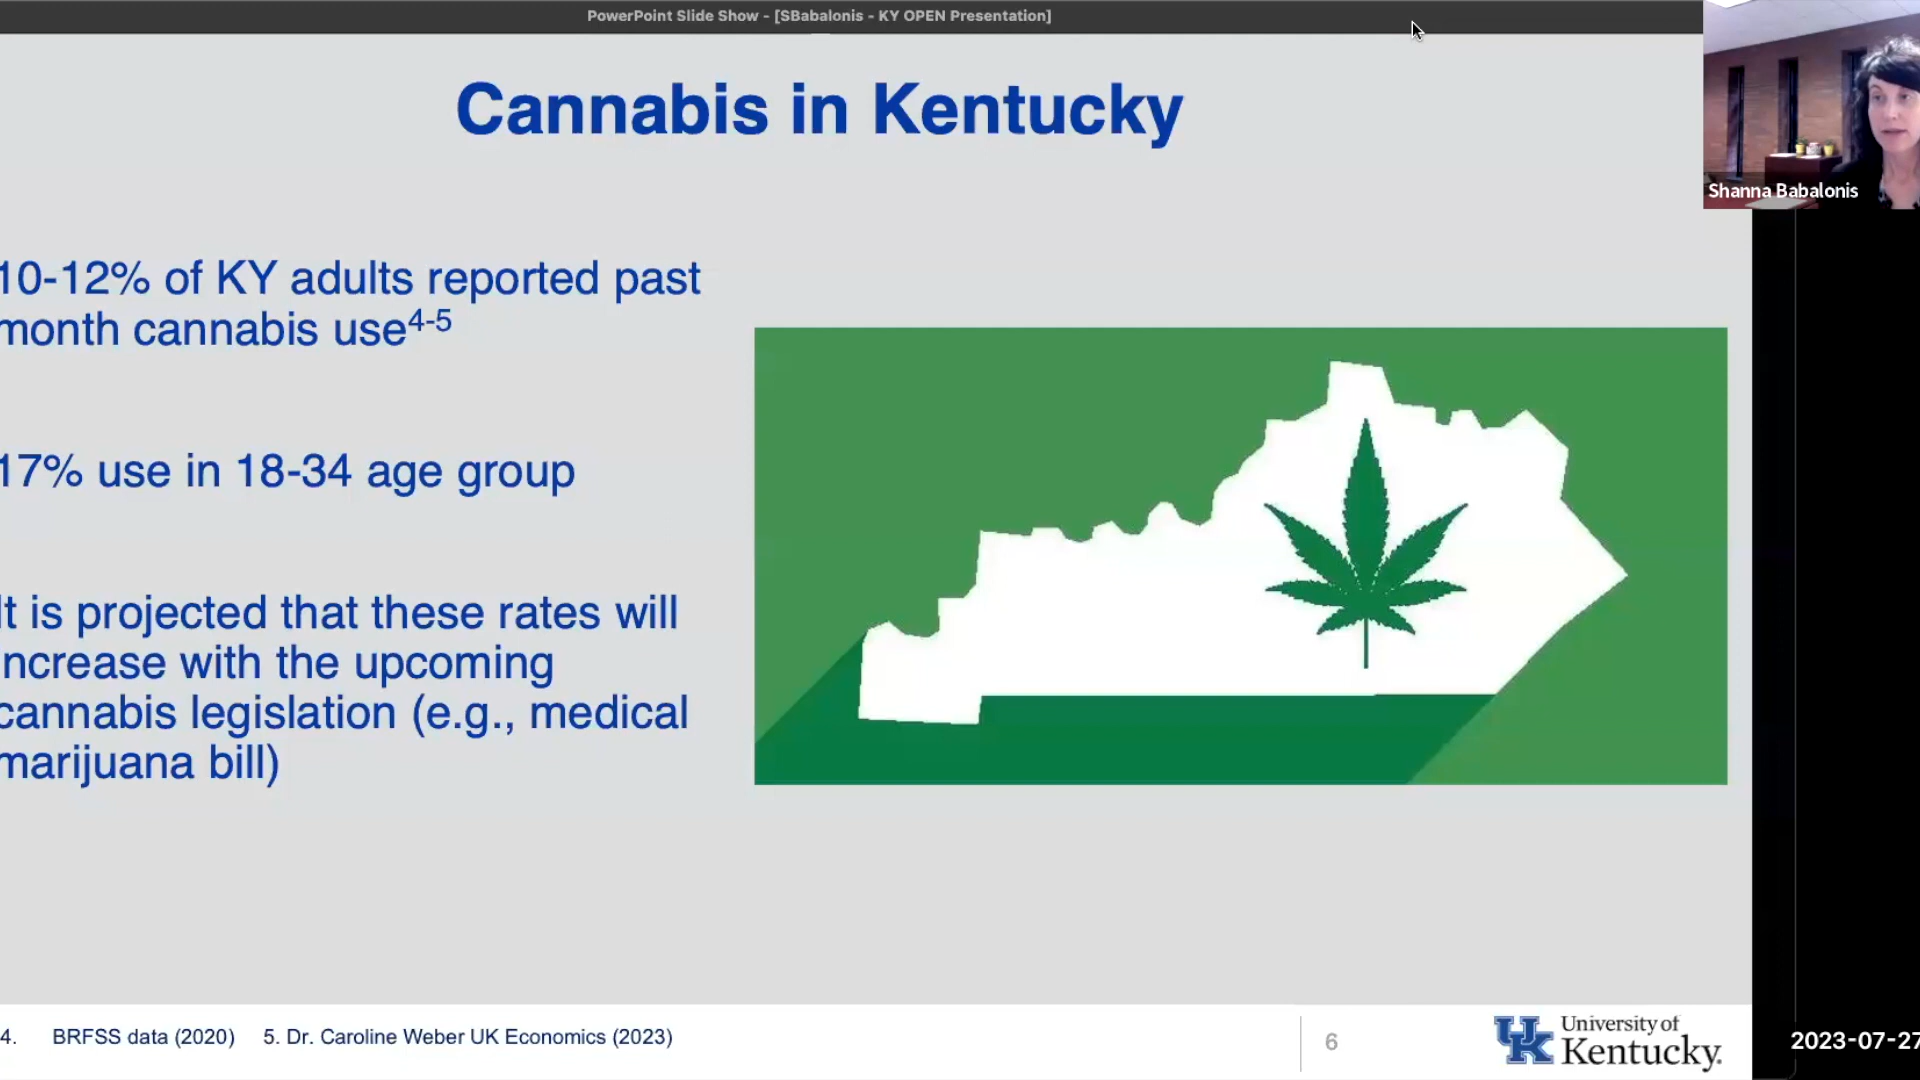 PowerPoint Slide Show - [SBabalonis - KY OPEN Presentation]
Cannabis in Kentucky
Shanna Babalonis
10-12% of KY adults reported past
month cannabis use4-5
17% use in 18-34 age group
It is projected that these rates will
increase with the upcoming
cannabis legislation (e.g., medical
marijuana bill)
4. BRFSS data (2020) 5. Dr. Caroline Weber UK Economics (2023)
6
UK University of
Kentucky.
2023-07-27